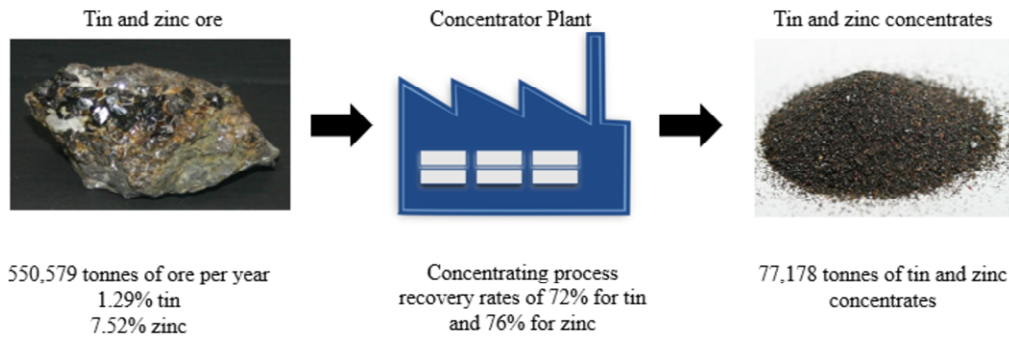 Tin and zinc ore
Concentrator Plant
Tin and zinc concentrates
550,579 tonnes of ore per year
1.29% tin
7.52% zinc
Concentrating process
recovery rates of 72% for tin
and 76% for zinc
77,178 tonnes of tin and zinc
concentrates